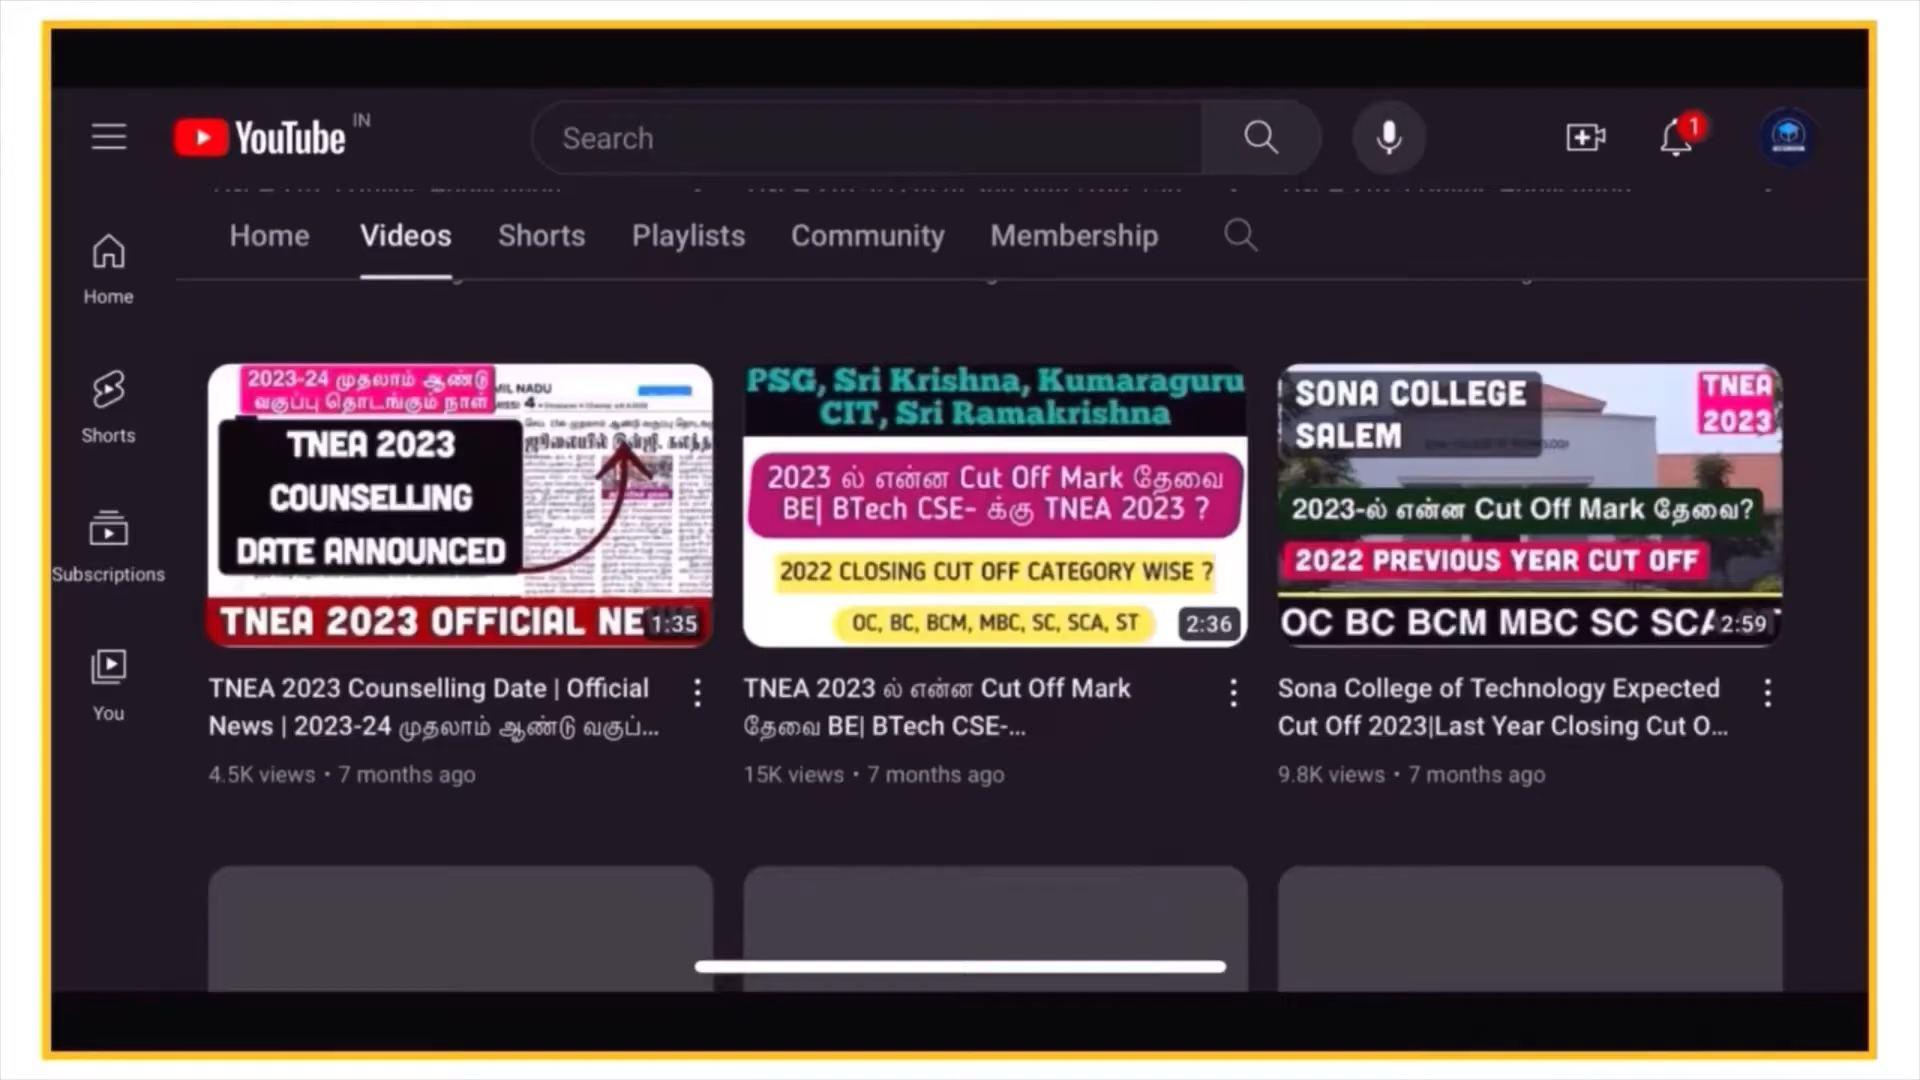 YouTube IN
Search
1
Home Videos Shorts Playlists Community Membership
Home
Shorts
Subscriptions
You
2023-24 முதலாம் ஆண்டு
வகுப்பு தொடங்கும் நாள்
TNEA 2023
COUNSELLING
DATE ANNOUNCED
TNEA 2023 OFFICIAL NE
1:35
PSG, Sri Krishna, Kumaraguru
CIT, Sri Ramakrishna
2023 ல் என்ன Cut Off Mark தேவை
BE| BTech CSE- க்கு TNEA 2023 ?
2022 CLOSING CUT OFF CATEGORY WISE ?
OC, BC, BCM, MBC, SC, SCA, ST
2:36
SONA COLLEGE
SALEM
TNEA
2023
2023-ல் என்ன Cut Off Mark தேவை?
2022 PREVIOUS YEAR CUT OFF
OC BC BCM MBC SC SCA
2:59
TNEA 2023 Counselling Date | Official
News | 2023-24 முதலாம் ஆண்டு வகுப்...
4.5K views • 7 months ago
TNEA 2023 ல் என்ன Cut Off Mark
தேவை BE| BTech CSE-...
15K views • 7 months ago
Sona College of Technology Expected
Cut Off 2023|Last Year Closing Cut O...
9.8K views • 7 months ago